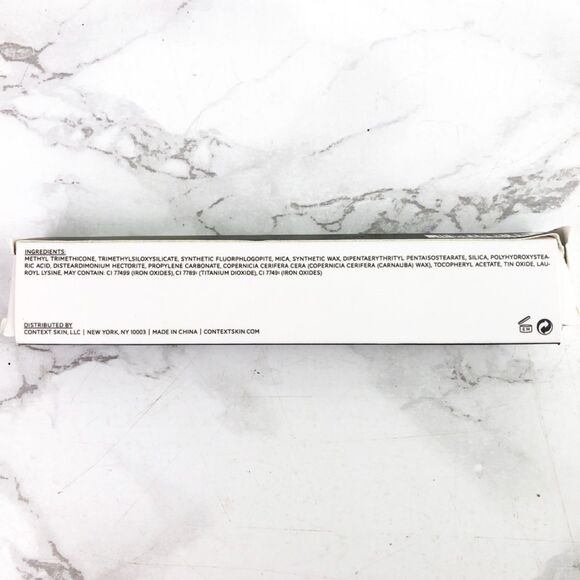 INGREDIENTS:
METHYL TRIMETHICONE, TRIMETHYLSILOXYSILICATE, SYNTHETIC FLUORPHLOGOPITE, MICA, SYNTHETIC WAX, DIPENTAERYTHRITYL PENTAISOSTEARATE, SILICA, POLYHYDROXYSTEA-
RIC ACID, DISTEARDIMONIUM HECTORITE, PROPYLENE CARBONATE, COPERNICIA CERIFERA CERA (COPERNICIA CERIFERA (CARNAUBA) WAX), TOCOPHERYL ACETATE, TIN OXIDE, LAU-
ROYL LYSINE. MAY CONTAIN: CI 77499 (IRON OXIDES), CI 77891 (TITANIUM DIOXIDE), CI 77491 (IRON OXIDES)
DISTRIBUTED BY
CONTEXT SKIN, LLC | NEW YORK, NY 10003 | MADE IN CHINA | CONTEXTSKIN.COM